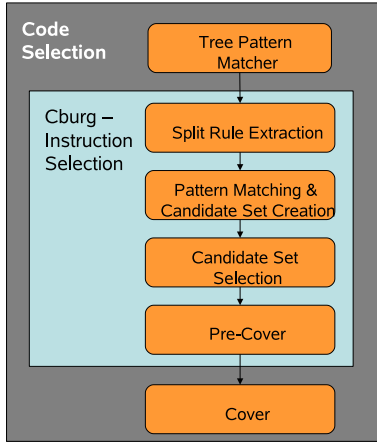 Code
Selection
Tree Pattern
Matcher
Cburg –
Instruction
Selection
Split Rule Extraction
Pattern Matching &
Candidate Set Creation
Candidate Set
Selection
Pre-Cover
Cover